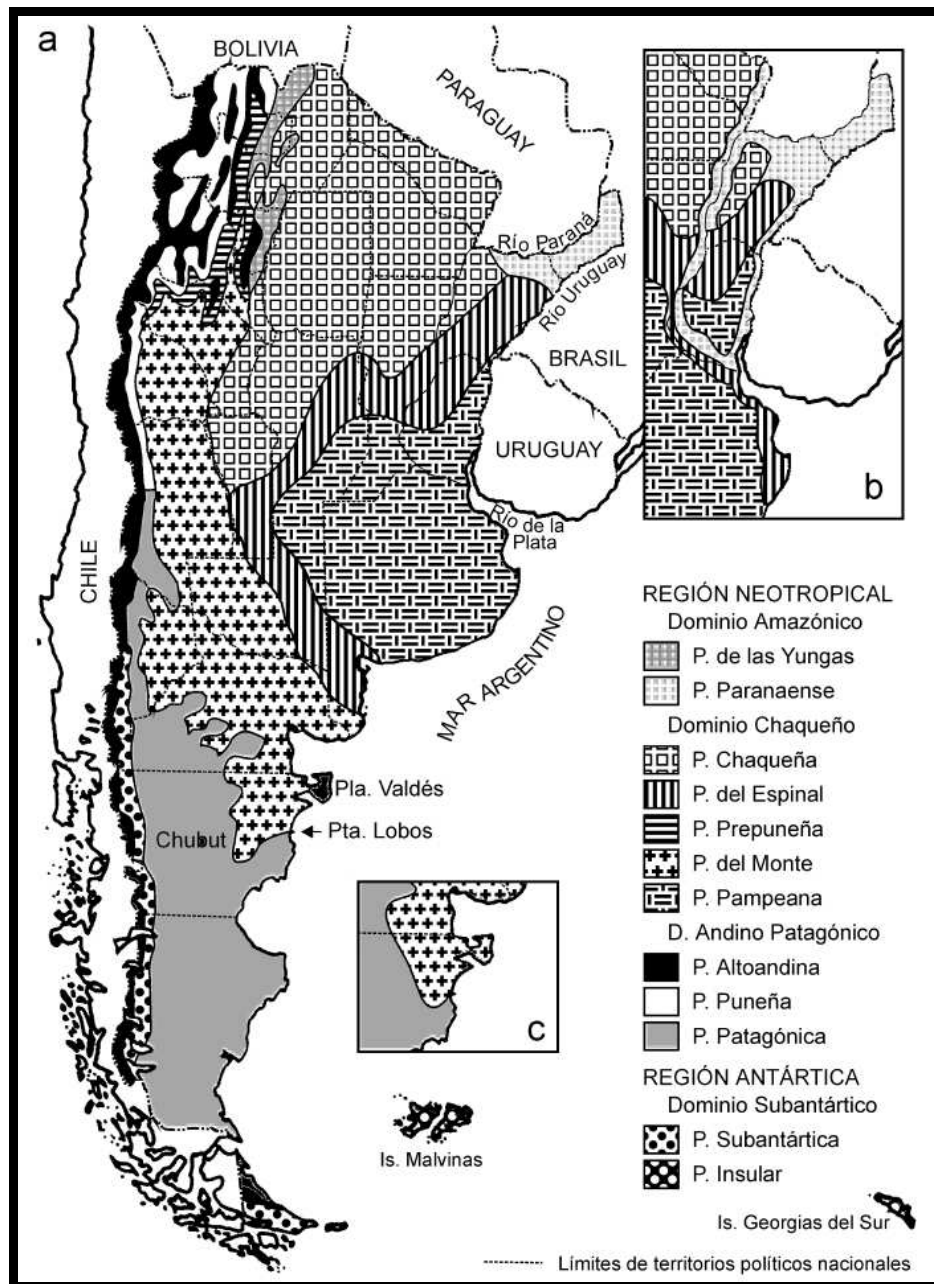 a
BOLIVIA
PARAGUAY
Río Paraná
Río Uruguay
BRASIL
URUGUAY
Río de la
Plata
CHILE
MAR ARGENTINO
Pla. Valdés
Pta. Lobos
Chubut
b
c
Is. Malvinas
REGIÓN NEOTROPICAL
Dominio Amazónico
P. de las Yungas
P. Paranaense
Dominio Chaqueño
P. Chaqueña
P. del Espinal
P. Prepuneña
P. del Monte
P. Pampeana
D. Andino Patagónico
P. Altoandina
P. Puneña
P. Patagónica
REGIÓN ANTÁRTICA
Dominio Subantártico
P. Subantártica
P. Insular
Is. Georgias del Sur
Límites de territorios políticos nacionales